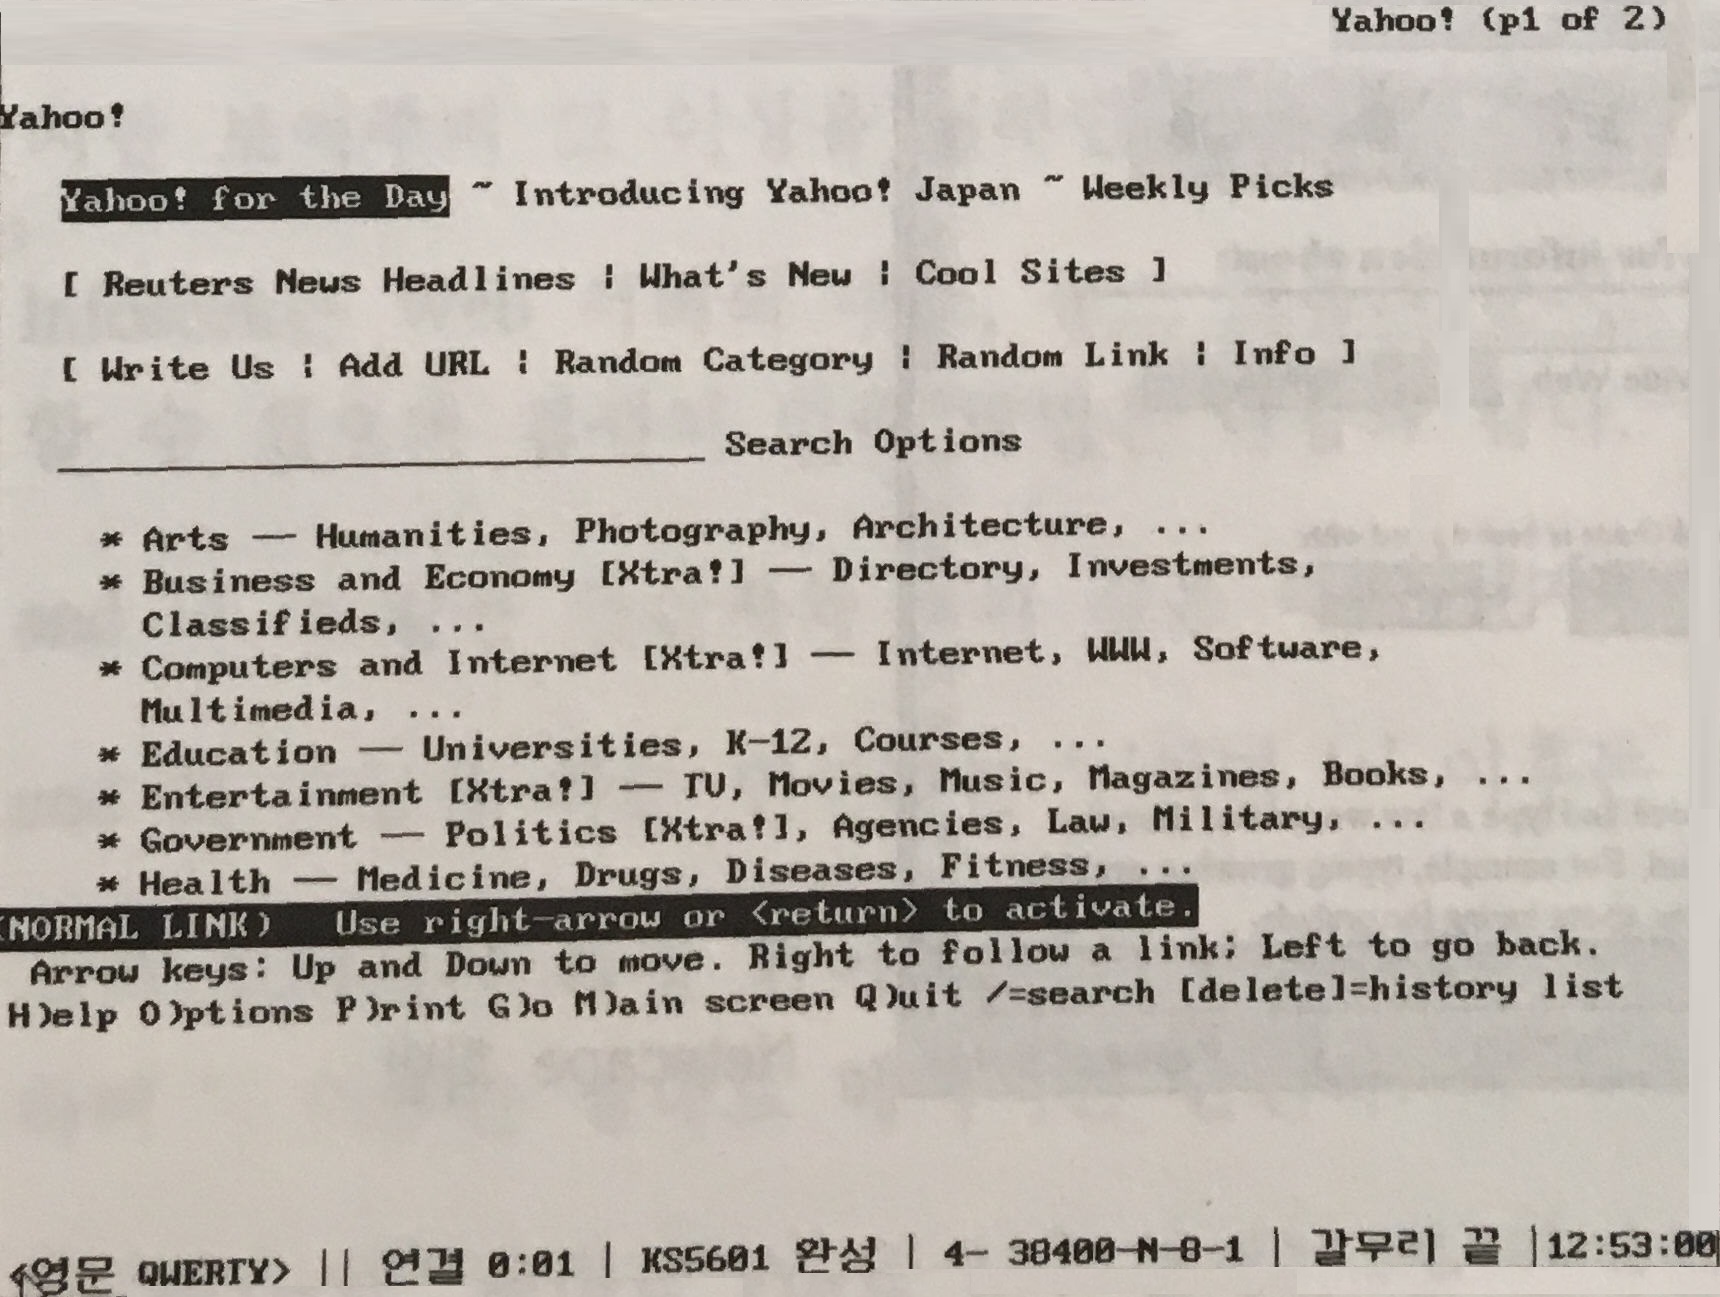 Yahoo! (p1 of 2)
Yahoo!
Yahoo! for the Day ~ Introducing Yahoo! Japan ~ Weekly Picks
[ Reuters News Headlines ¦ What's New ¦ Cool Sites ]
[ Write Us ¦ Add URL ¦ Random Category ¦ Random Link ¦ Info ]
____________________________ Search Options
* Arts — Humanities, Photography, Architecture, ...
* Business and Economy [Xtra!] — Directory, Investments,
Classifieds, ...
* Computers and Internet [Xtra!] — Internet, WWW, Software,
Multimedia, ...
* Education — Universities, K-12, Courses, ...
* Entertainment [Xtra!] — TV, Movies, Music, Magazines, Books, ...
* Government — Politics [Xtra!], Agencies, Law, Military, ...
* Health — Medicine, Drugs, Diseases, Fitness, ...
(NORMAL LINK) Use right-arrow or <return> to activate.
Arrow keys: Up and Down to move. Right to follow a link; Left to go back.
H)elp O)ptions P)rint G)o M)ain screen Q)uit /=search [delete]=history list
<영문 QWERTY> || 연결 0:01 | KS5601 완성 | 4- 38400-N-8-1 | 갈무리 끝 |12:53:00